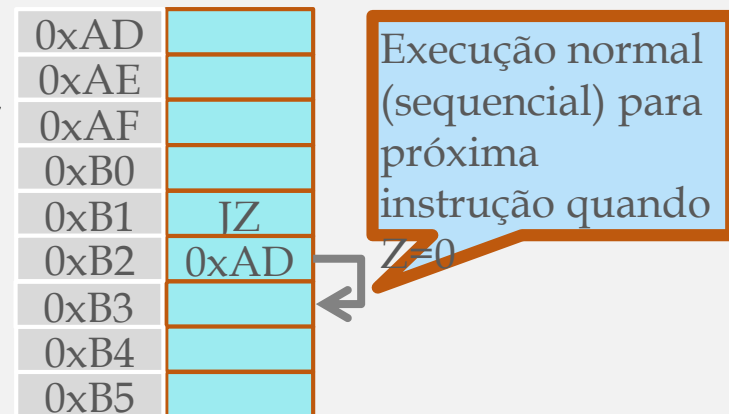 0xAD
0xAE
0xAF
0xB0
0xB1 JZ
0xB2 0xAD
0xB3
0xB4
0xB5
Execução normal
(sequencial) para
próxima
instrução quando
Z=0